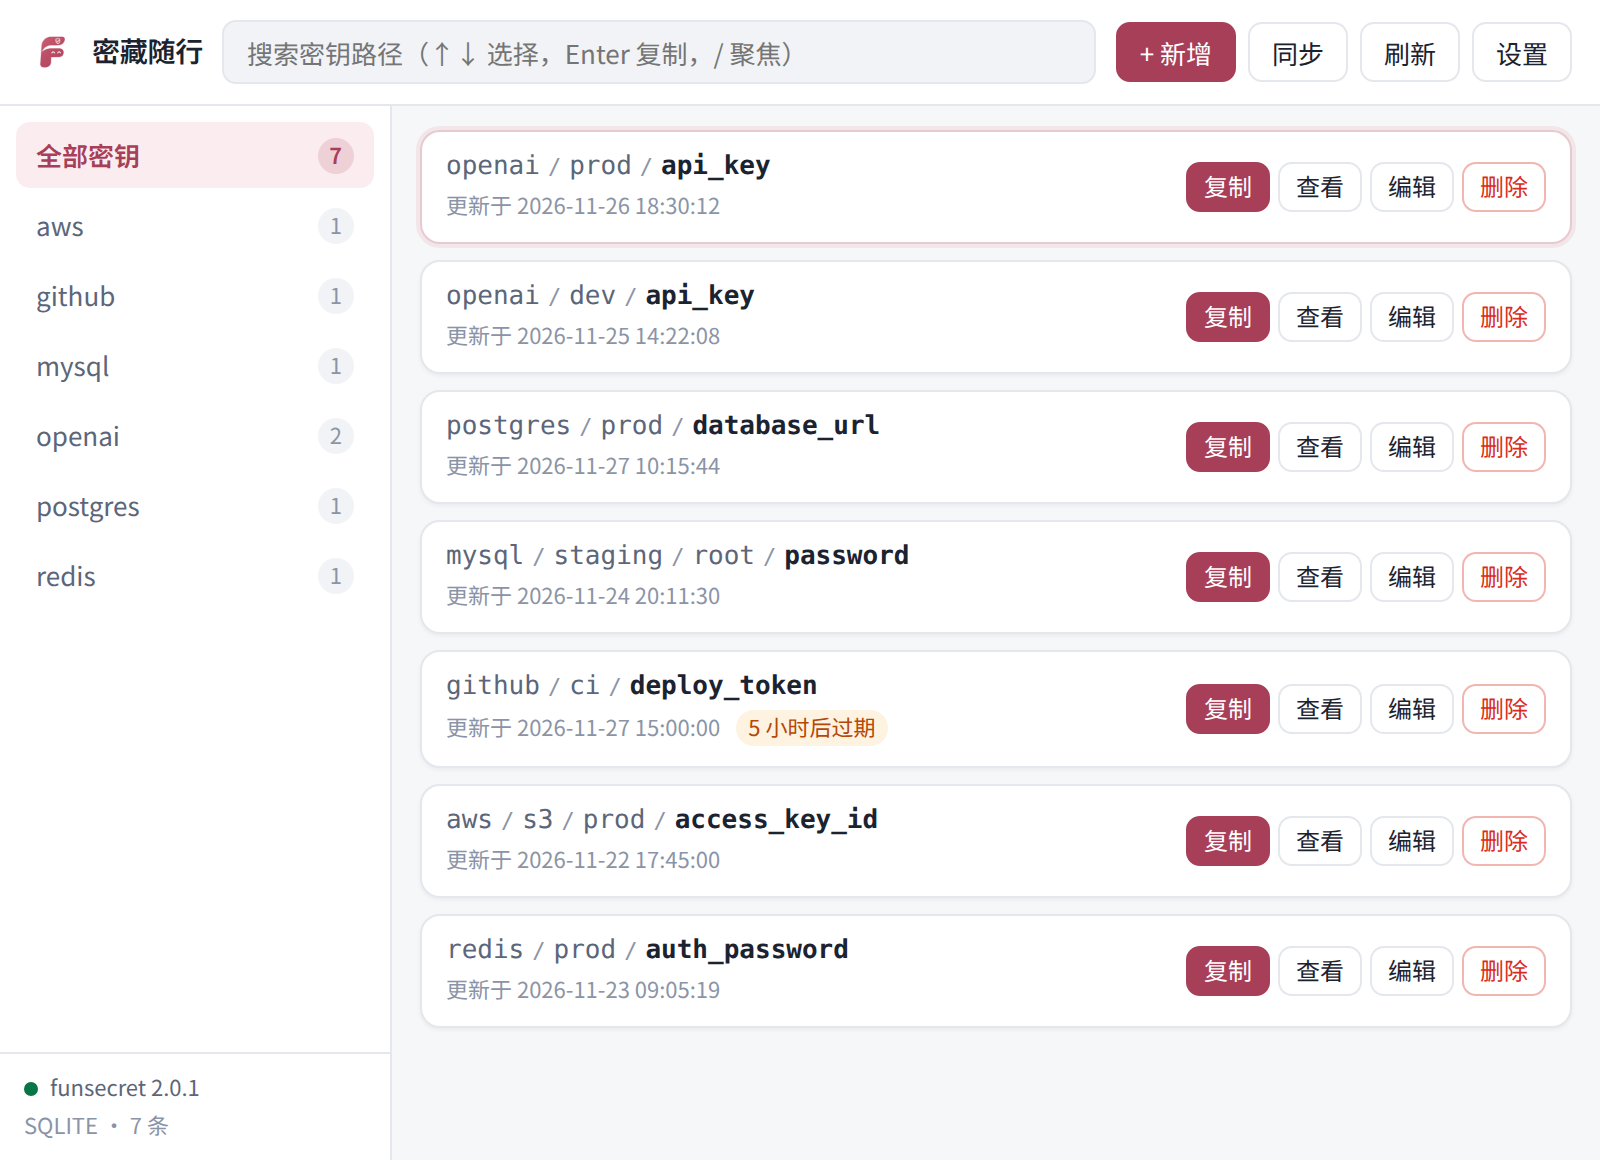 密藏随行
搜索密钥路径（↑ ↓ 选择，Enter 复制，/ 聚焦）
+ 新增
同步
刷新
设置
全部密钥 7
aws 1
github 1
mysql 1
openai 2
postgres 1
redis 1
funsecret 2.0.1
SQLITE • 7 条
openai / prod / api_key
更新于 2026-11-26 18:30:12
复制 查看 编辑 删除
openai / dev / api_key
更新于 2026-11-25 14:22:08
复制 查看 编辑 删除
postgres / prod / database_url
更新于 2026-11-27 10:15:44
复制 查看 编辑 删除
mysql / staging / root / password
更新于 2026-11-24 20:11:30
复制 查看 编辑 删除
github / ci / deploy_token
更新于 2026-11-27 15:00:00 5 小时后过期
复制 查看 编辑 删除
aws / s3 / prod / access_key_id
更新于 2026-11-22 17:45:00
复制 查看 编辑 删除
redis / prod / auth_password
更新于 2026-11-23 09:05:19
复制 查看 编辑 删除